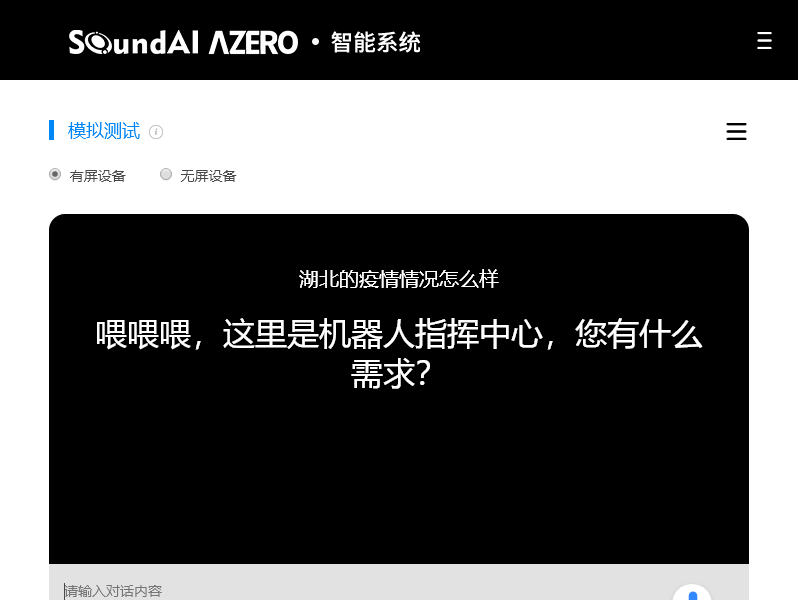 SoundAI AZERO • 智能系统
模拟测试
有屏设备 无屏设备
湖北的疫情情况怎么样
喂喂喂，这里是机器人指挥中心，您有什么
需求？
请输入对话内容